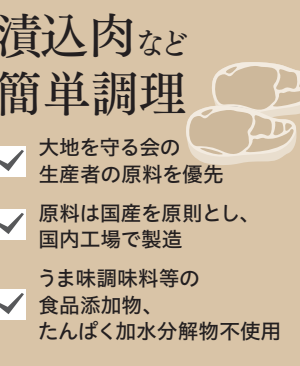 漬込肉など
簡単調理
大地を守る会の
生産者の原料を優先
原料は国産を原則とし、
国内工場で製造
うま味調味料等の
食品添加物、
たんぱく加水分解物不使用